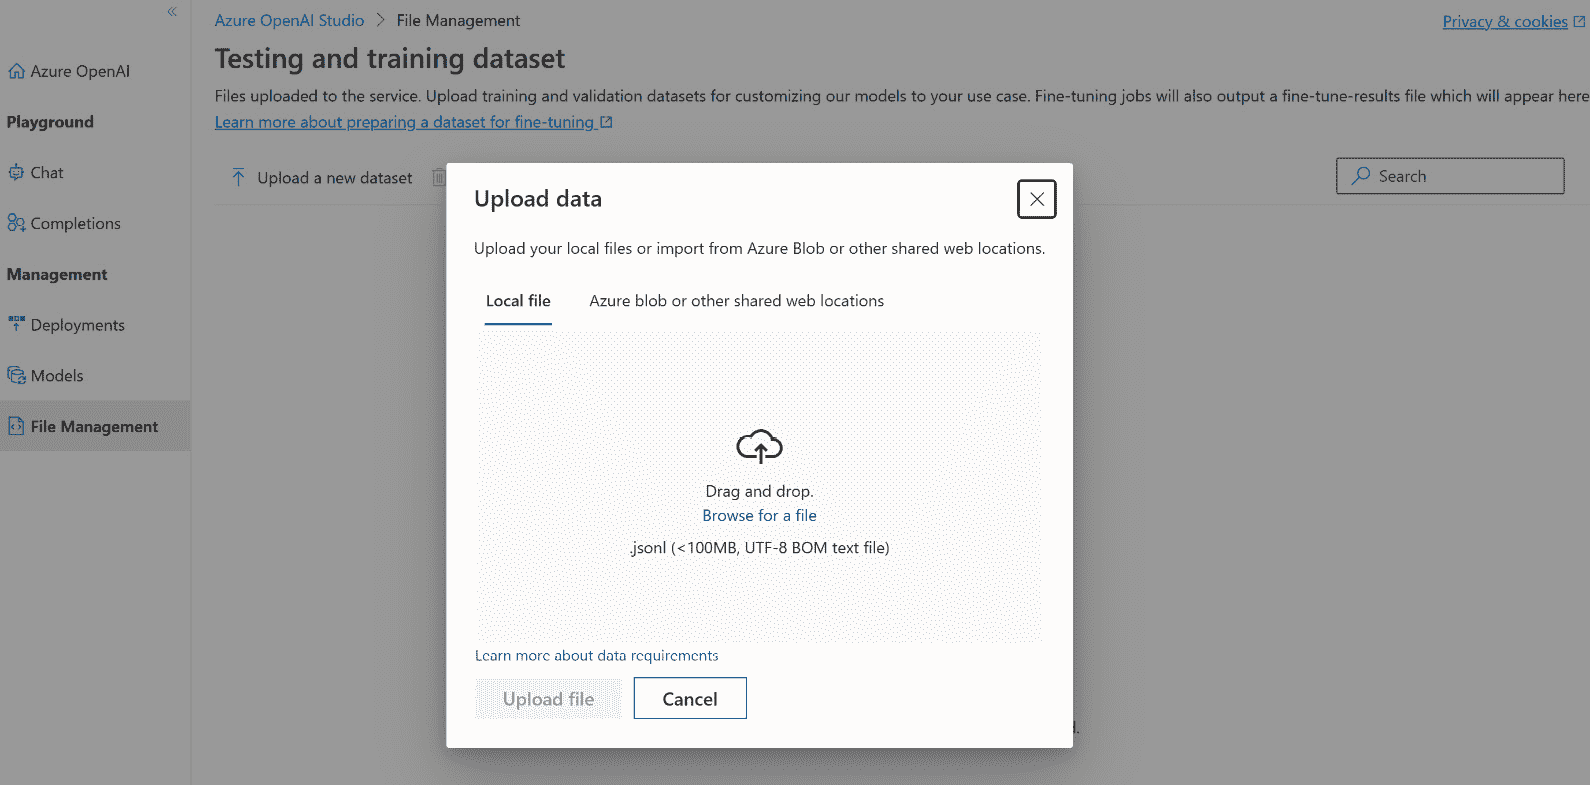 Azure OpenAI Studio > File Management
Privacy & cookies
Testing and training dataset
Files uploaded to the service. Upload training and validation datasets for customizing our models to your use case. Fine-tuning jobs will also output a fine-tune-results file which will appear here
Learn more about preparing a dataset for fine-tuning
Azure OpenAI
Playground
Chat
Completions
Management
Deployments
Models
File Management
Upload a new dataset
Search
Upload data
Upload your local files or import from Azure Blob or other shared web locations.
Local file Azure blob or other shared web locations
Drag and drop.
Browse for a file
.jsonl (<100MB, UTF-8 BOM text file)
Learn more about data requirements
Upload file Cancel